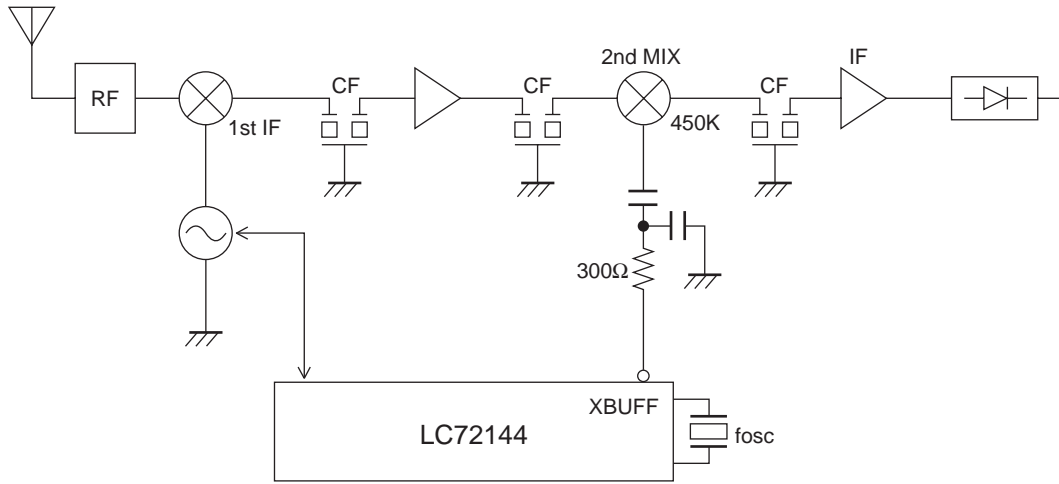 RF
1st IF
CF
CF
2nd MIX
450K
CF
IF
300Ω
XBUFF
LC72144
fosc